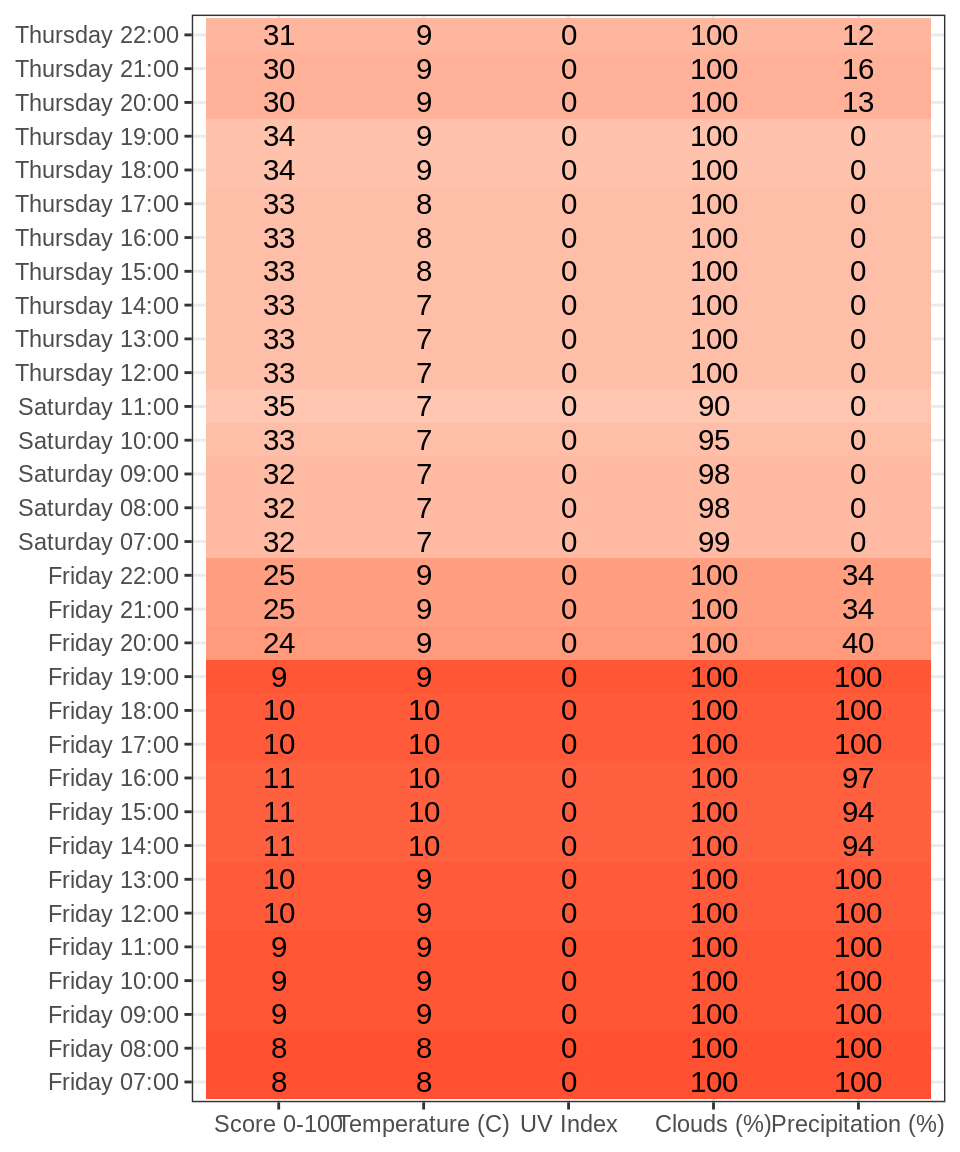 Thursday 22:00 31 9 0 100 12
Thursday 21:00 30 9 0 100 16
Thursday 20:00 30 9 0 100 13
Thursday 19:00 34 9 0 100 0
Thursday 18:00 34 9 0 100 0
Thursday 17:00 33 8 0 100 0
Thursday 16:00 33 8 0 100 0
Thursday 15:00 33 8 0 100 0
Thursday 14:00 33 7 0 100 0
Thursday 13:00 33 7 0 100 0
Thursday 12:00 33 7 0 100 0
Saturday 11:00 35 7 0 90 0
Saturday 10:00 33 7 0 95 0
Saturday 09:00 32 7 0 98 0
Saturday 08:00 32 7 0 98 0
Saturday 07:00 32 7 0 99 0
Friday 22:00 25 9 0 100 34
Friday 21:00 25 9 0 100 34
Friday 20:00 24 9 0 100 40
Friday 19:00 9 9 0 100 100
Friday 18:00 10 10 0 100 100
Friday 17:00 10 10 0 100 100
Friday 16:00 11 10 0 100 97
Friday 15:00 11 10 0 100 94
Friday 14:00 11 10 0 100 94
Friday 13:00 10 9 0 100 100
Friday 12:00 10 9 0 100 100
Friday 11:00 9 9 0 100 100
Friday 10:00 9 9 0 100 100
Friday 09:00 9 9 0 100 100
Friday 08:00 8 8 0 100 100
Friday 07:00 8 8 0 100 100
Score 0-100 Temperature (C) UV Index Clouds (%) Precipitation (%)